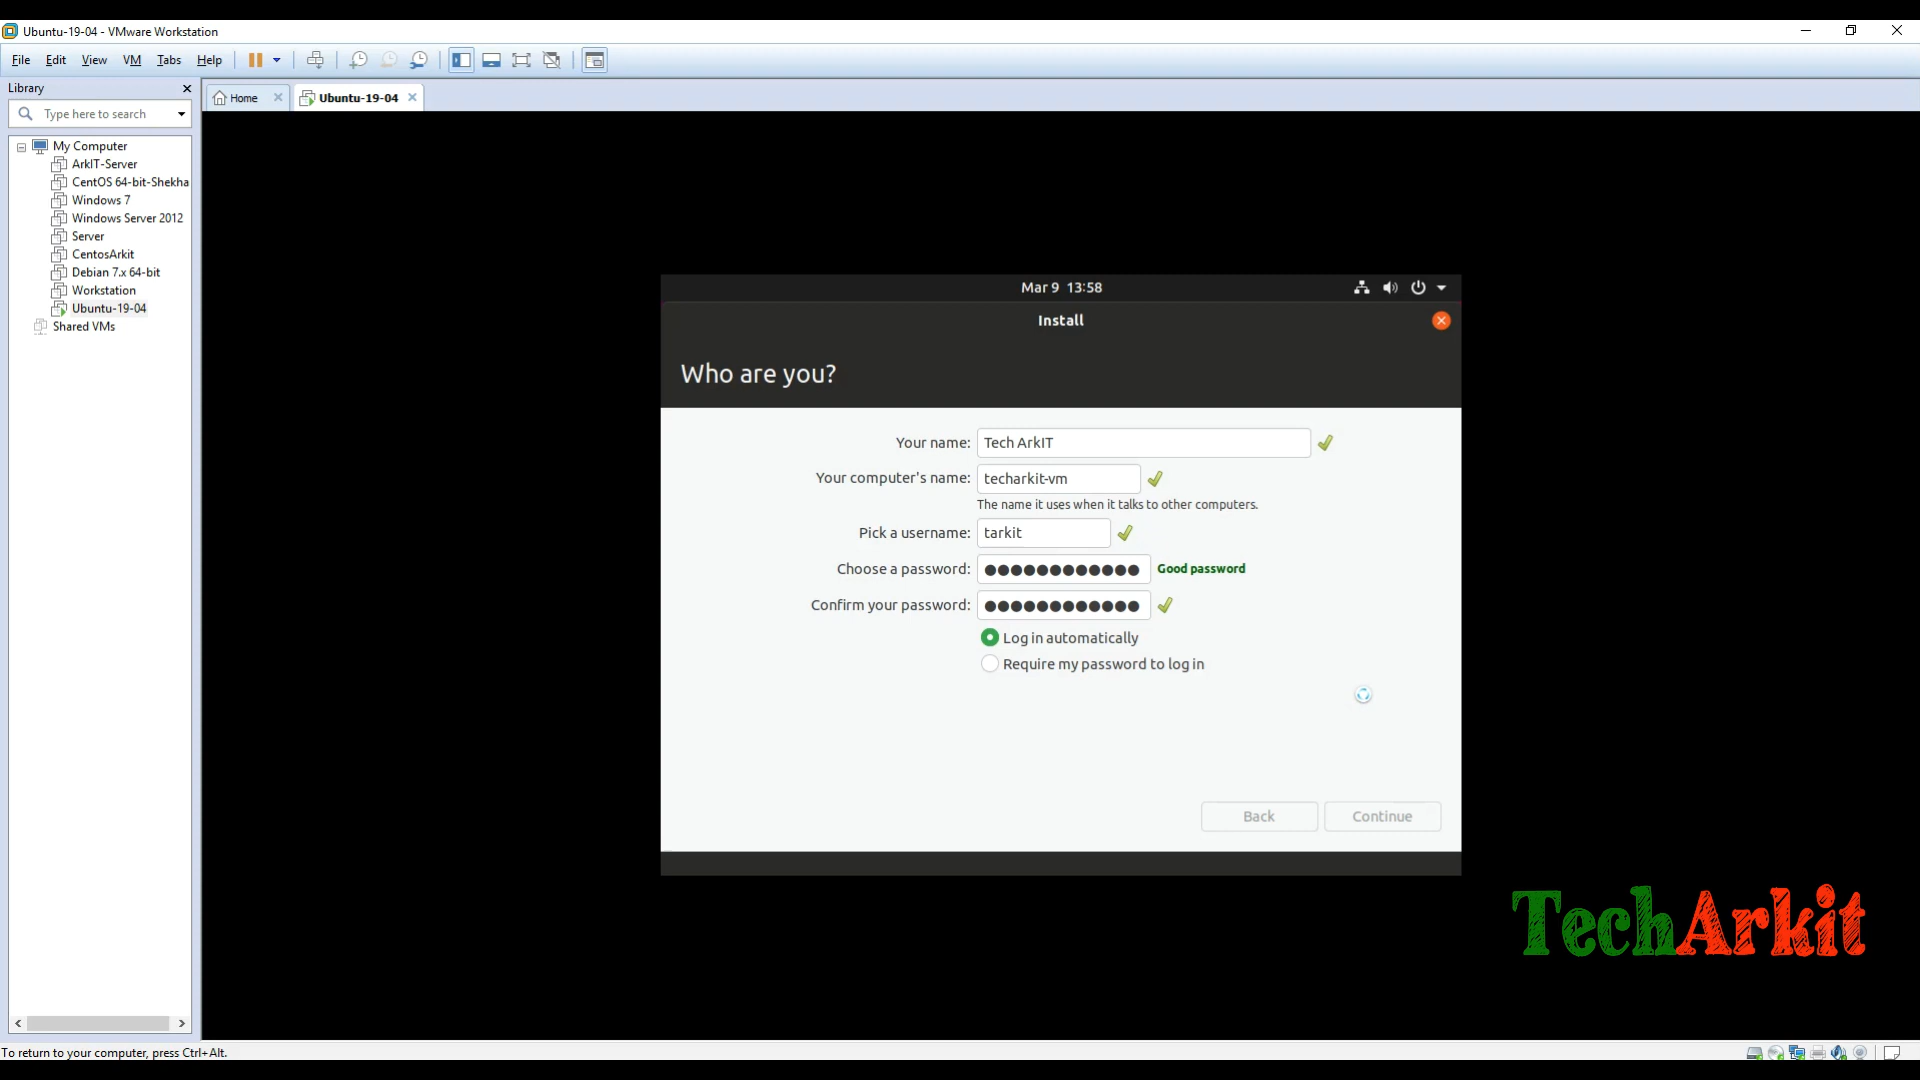 Ubuntu-19-04 - VMware Workstation
File Edit View VM Tabs Help
Library
Home
Ubuntu-19-04
Type here to search
My Computer
ArkIT-Server
CentOS 64-bit-Shekha
Windows 7
Windows Server 2012
Server
CentosArkit
Debian 7.x 64-bit
Workstation
Ubuntu-19-04
Shared VMs
Mar 9 13:58
Install
Who are you?
Your name: Tech ArkIT
Your computer's name: techarkit-vm
The name it uses when it talks to other computers.
Pick a username: tarkit
Choose a password: ●●●●●●●●●●●● Good password
Confirm your password: ●●●●●●●●●●●●
Log in automatically
Require my password to log in
Back Continue
TechArkit
To return to your computer, press Ctrl+Alt.